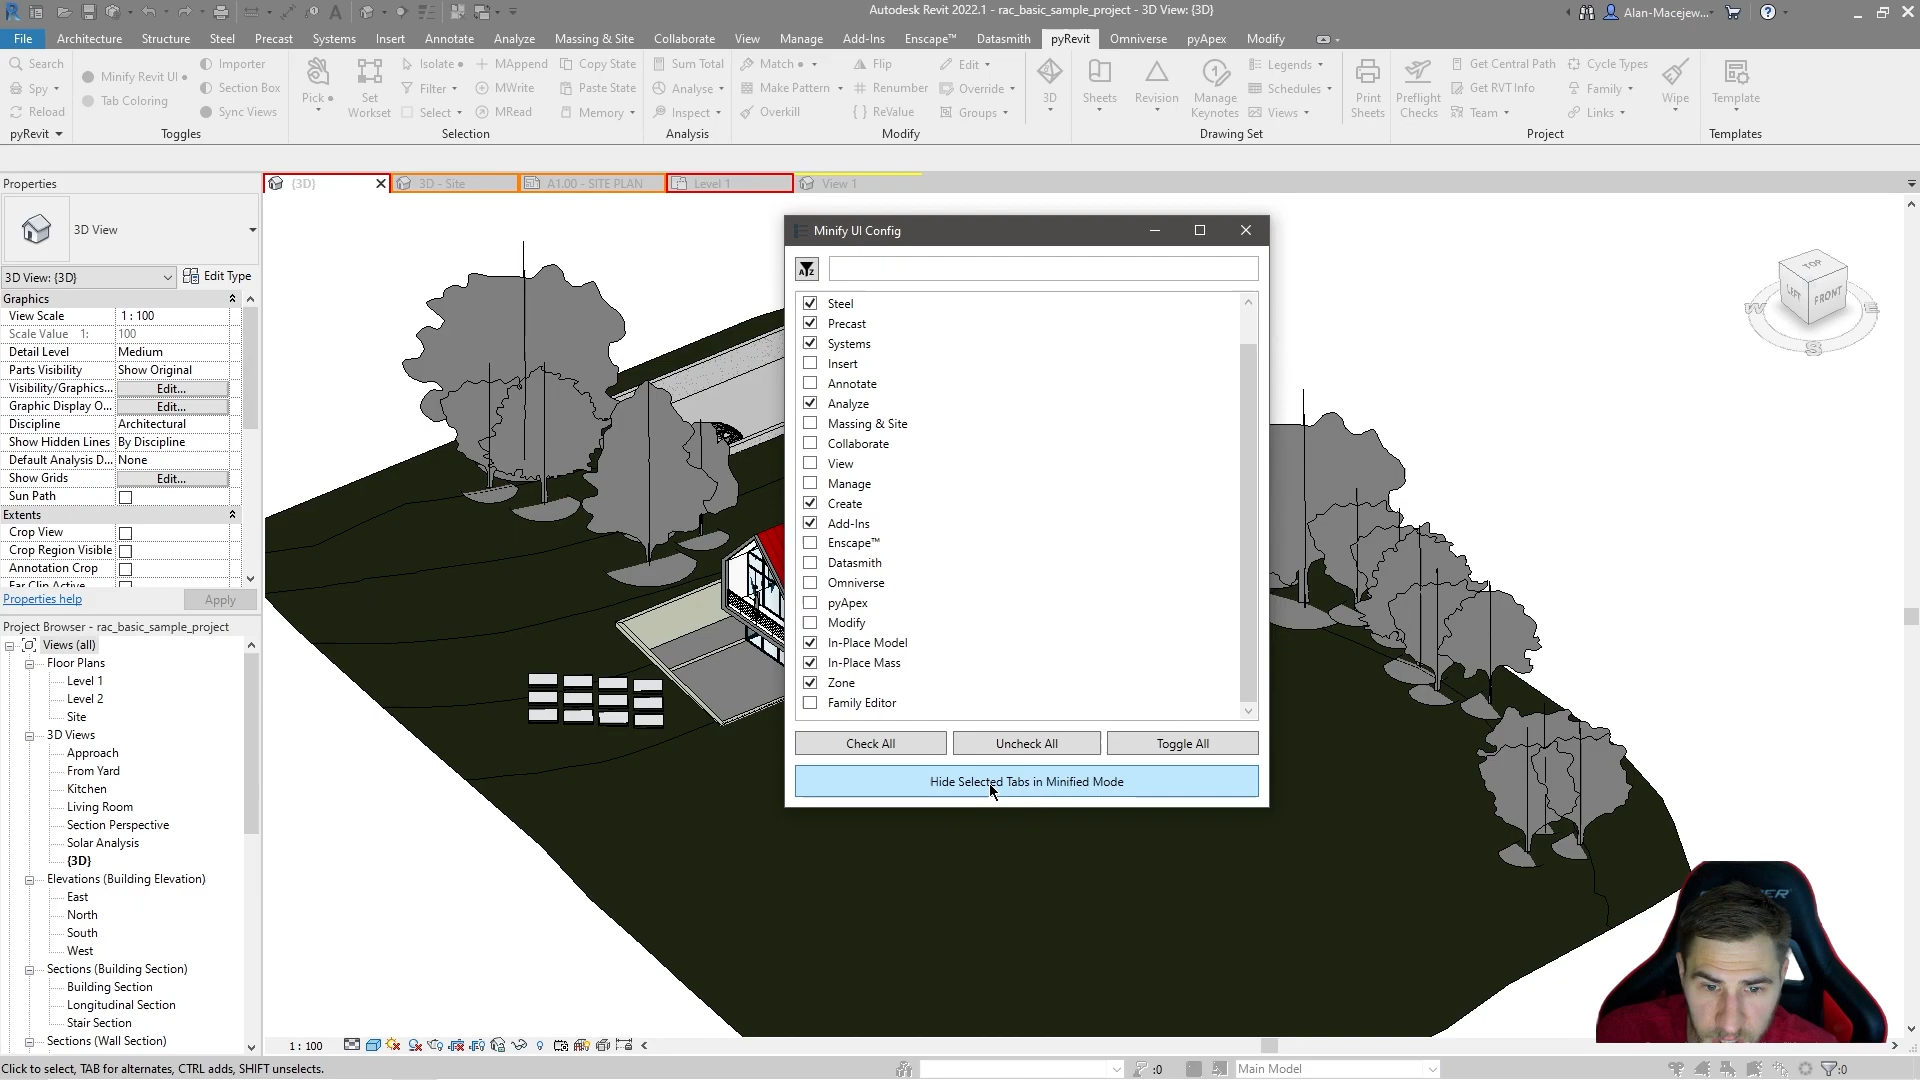 Autodesk Revit 2022.1 - rac_basic_sample_project - 3D View: {3D}
Alan-Macejew...
File Architecture Structure Steel Precast Systems Insert Annotate Analyze Massing & Site Collaborate View Manage Add-Ins Enscape™ Datasmith pyRevit Omniverse pyApex Modify
Search
Spy
Reload
pyRevit
Minify Revit UI
Tab Coloring
Importer
Section Box
Sync Views
Toggles
Pick
Set Workset
Isolate
Filter
Select
MAppend
MWrite
MRead
Copy State
Paste State
Memory
Selection
Sum Total
Analyse
Inspect
Analysis
Match
Make Pattern
Overkill
Flip
Renumber
ReValue
Edit
Override
Groups
Modify
3D
Sheets
Revision
Manage Keynotes
Legends
Schedules
Views
Drawing Set
Print Sheets
Preflight Checks
Get Central Path
Get RVT Info
Team
Cycle Types
Family
Links
Project
Wipe
Template
Templates
Properties
{3D}
3D - Site
A1.00 - SITE PLAN
Level 1
View 1
3D View
3D View: {3D}
Edit Type
Graphics
View Scale 1 : 100
Scale Value 1: 100
Detail Level Medium
Parts Visibility Show Original
Visibility/Graphics... Edit...
Graphic Display O... Edit...
Discipline Architectural
Show Hidden Lines By Discipline
Default Analysis D... None
Show Grids Edit...
Sun Path
Extents
Crop View
Crop Region Visible
Annotation Crop
Far Clip Active
Properties help
Apply
Project Browser - rac_basic_sample_project
Views (all)
Floor Plans
Level 1
Level 2
Site
3D Views
Approach
From Yard
Kitchen
Living Room
Section Perspective
Solar Analysis
{3D}
Elevations (Building Elevation)
East
North
South
West
Sections (Building Section)
Building Section
Longitudinal Section
Stair Section
Sections (Wall Section)
Minify UI Config
Steel
Precast
Systems
Insert
Annotate
Analyze
Massing & Site
Collaborate
View
Manage
Create
Add-Ins
Enscape™
Datasmith
Omniverse
pyApex
Modify
In-Place Model
In-Place Mass
Zone
Family Editor
Check All
Uncheck All
Toggle All
Hide Selected Tabs in Minified Mode
TOP
LEFT
FRONT
W
E
S
1 : 100
Click to select, TAB for alternates, CTRL adds, SHIFT unselects.
:0
Main Model
:0